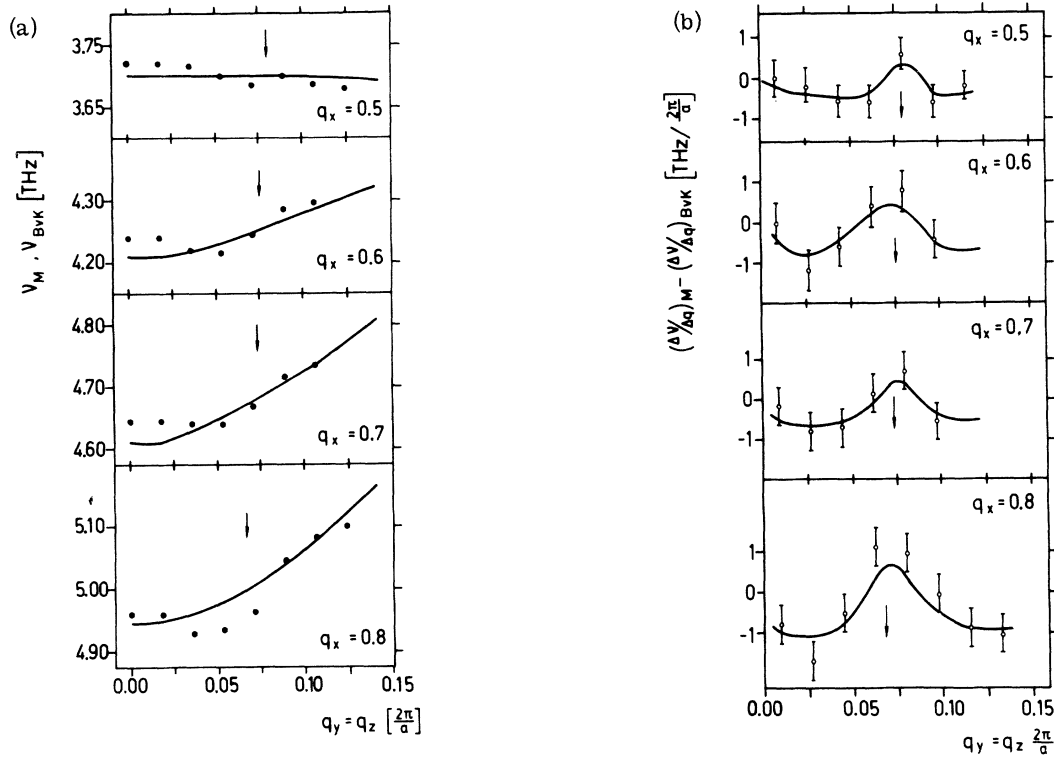 (a)
ν_M , ν_BvK [THz]
3.75
3.65
q_x = 0.5
4.30
4.20
q_x = 0.6
4.80
4.70
4.60
q_x = 0.7
5.10
5.00
4.90
q_x = 0.8
0.00 0.05 0.10 0.15
q_y = q_z [2π/a]
(b)
(Δν/Δq)_M − (Δν/Δq)_BvK [THz/ 2π/a]
1
0
-1
q_x = 0.5
1
0
-1
q_x = 0.6
1
0
-1
q_x = 0,7
1
0
-1
q_x = 0.8
0.00 0.05 0.10 0.15
q_y = q_z 2π/a